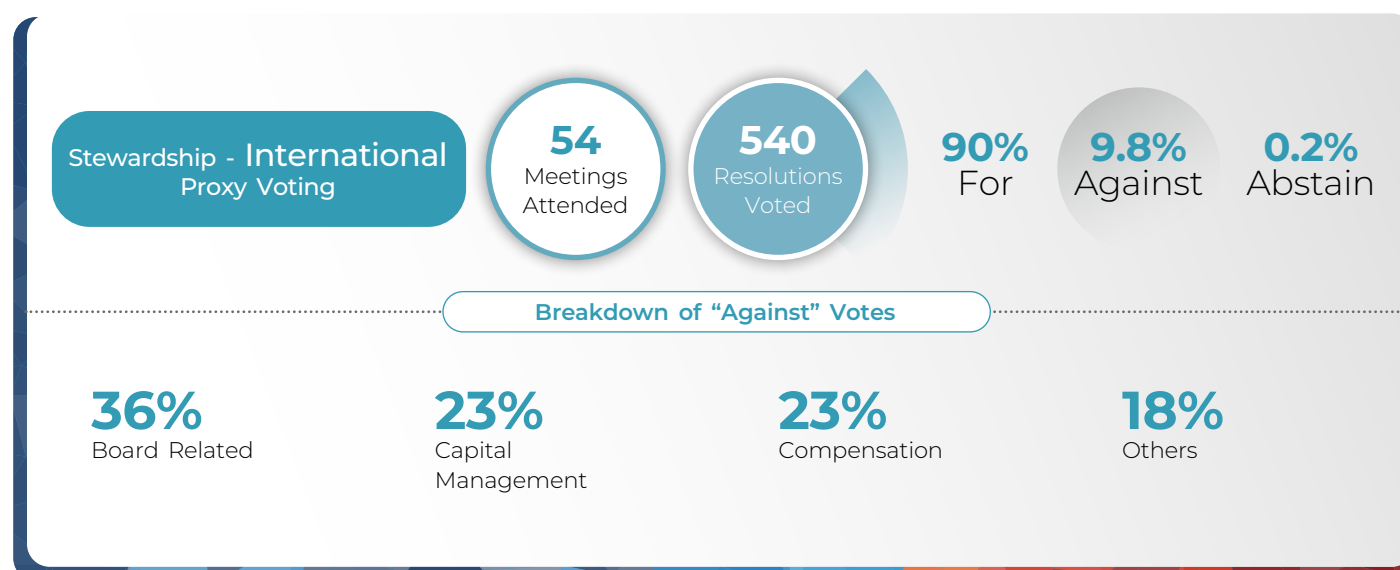 Stewardship - International
Proxy Voting
54
Meetings
Attended
540
Resolutions
Voted
90%
For
9.8%
Against
0.2%
Abstain
Breakdown of “Against” Votes
36%
Board Related
23%
Capital
Management
23%
Compensation
18%
Others